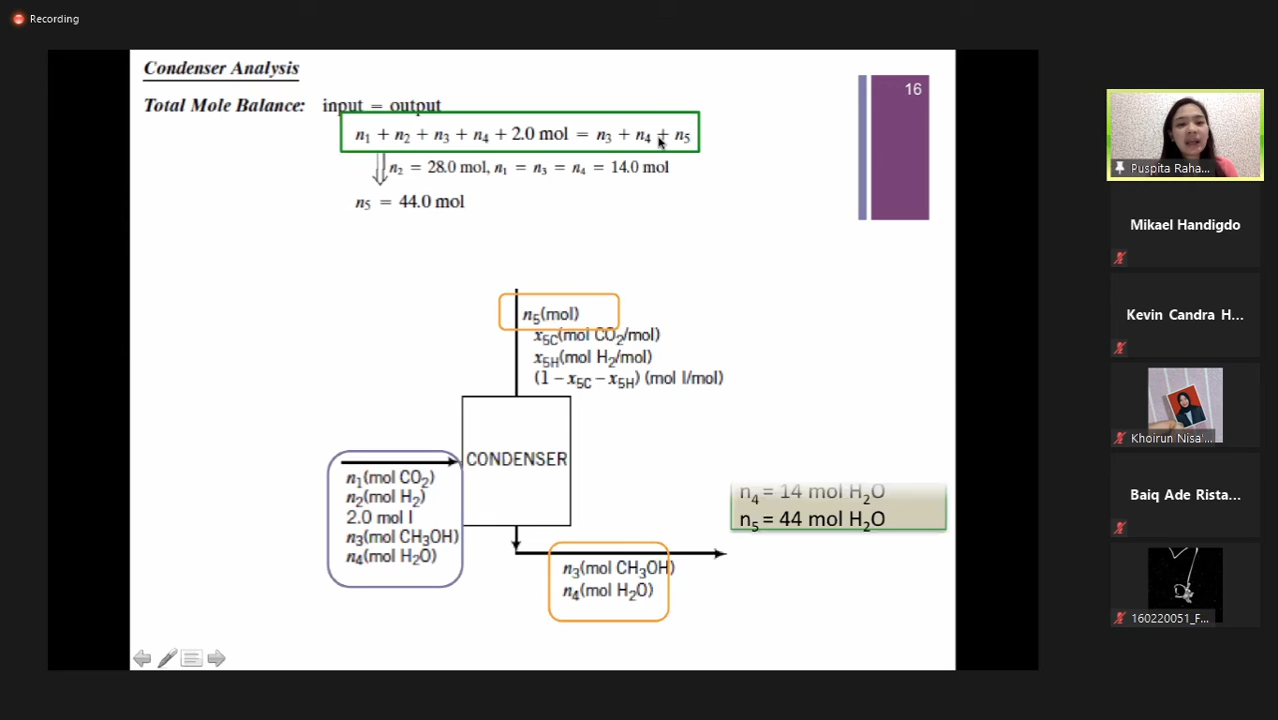 Recording
Condenser Analysis
16
Total Mole Balance: input = output
n₁ + n₂ + n₃ + n₄ + 2.0 mol = n₃ + n₄ + n₅
n₂ = 28.0 mol, n₁ = n₃ = n₄ = 14.0 mol
n₅ = 44.0 mol
n₅(mol)
x₅C(mol CO₂/mol)
x₅H(mol H₂/mol)
(1 – x₅C – x₅H) (mol I/mol)
CONDENSER
n₁(mol CO₂)
n₂(mol H₂)
2.0 mol I
n₃(mol CH₃OH)
n₄(mol H₂O)
n₃(mol CH₃OH)
n₄(mol H₂O)
n₄ = 14 mol H₂O
n₅ = 44 mol H₂O
Puspita Raha...
Mikael Handigdo
Kevin Candra H...
Khoirun Nisa'...
Baiq Ade Rista...
160220051_F...